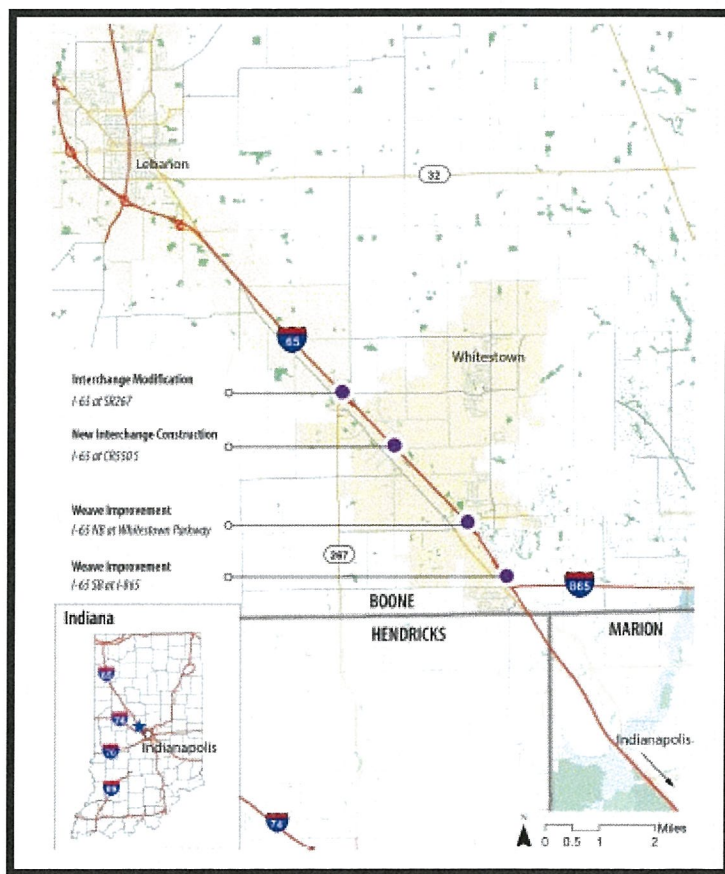 Lebanon
32
65
Whitestown
Interchange Modification
I-65 at SR267
New Interchange Construction
I-65 at CR550 S
Weave Improvement
I-65 NB at Whitestown Parkway
267
Weave Improvement
I-65 SB at I-865
865
BOONE
HENDRICKS
MARION
Indiana
65
74
70
69
Indianapolis
Indianapolis
74
N
0 0.5 1 2 Miles